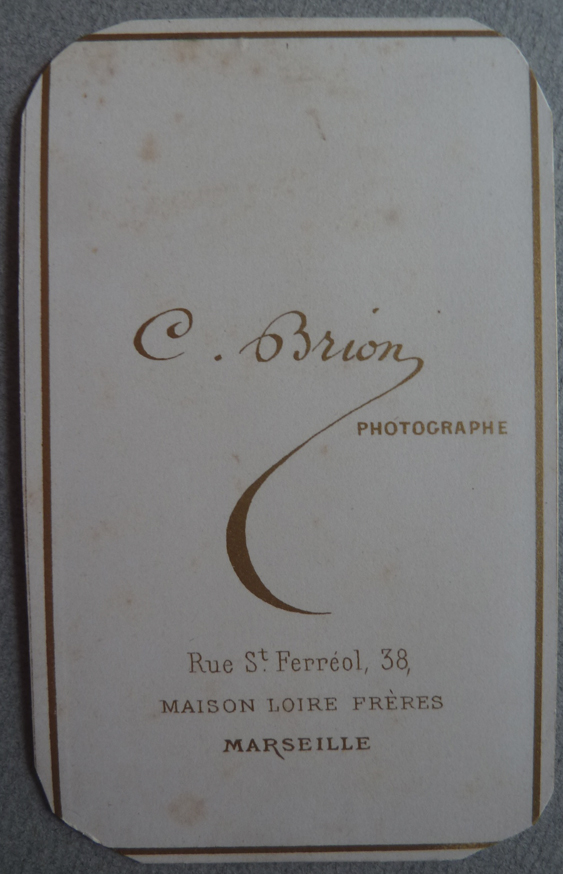 C. Brion
PHOTOGRAPHE
Rue St. Ferréol, 38,
MAISON LOIRE FRÈRES
MARSEILLE